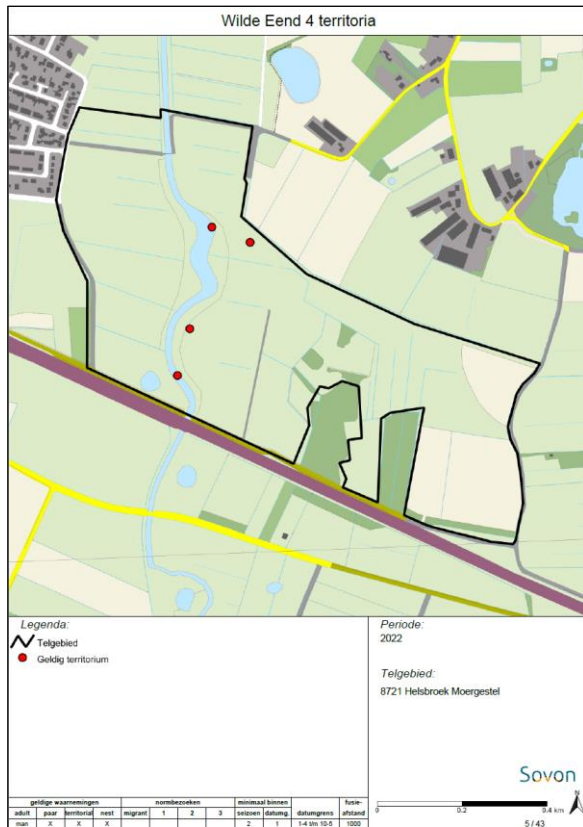 Wilde Eend 4 territoria
Legenda:
Telgebied
Geldig territorium
Periode:
2022
Telgebied:
8721 Helsbroek Moergestel
Sovon
0 0.2 0.4 km
N
5 / 43
geldige waarnemingen normbezoeken minimaal binnen fusie-
adult paar territorial nest migrant 1 2 3 seizoen datumg. datumgrens afstand
man X X X 2 1 1-4 t/m 10-5 1000